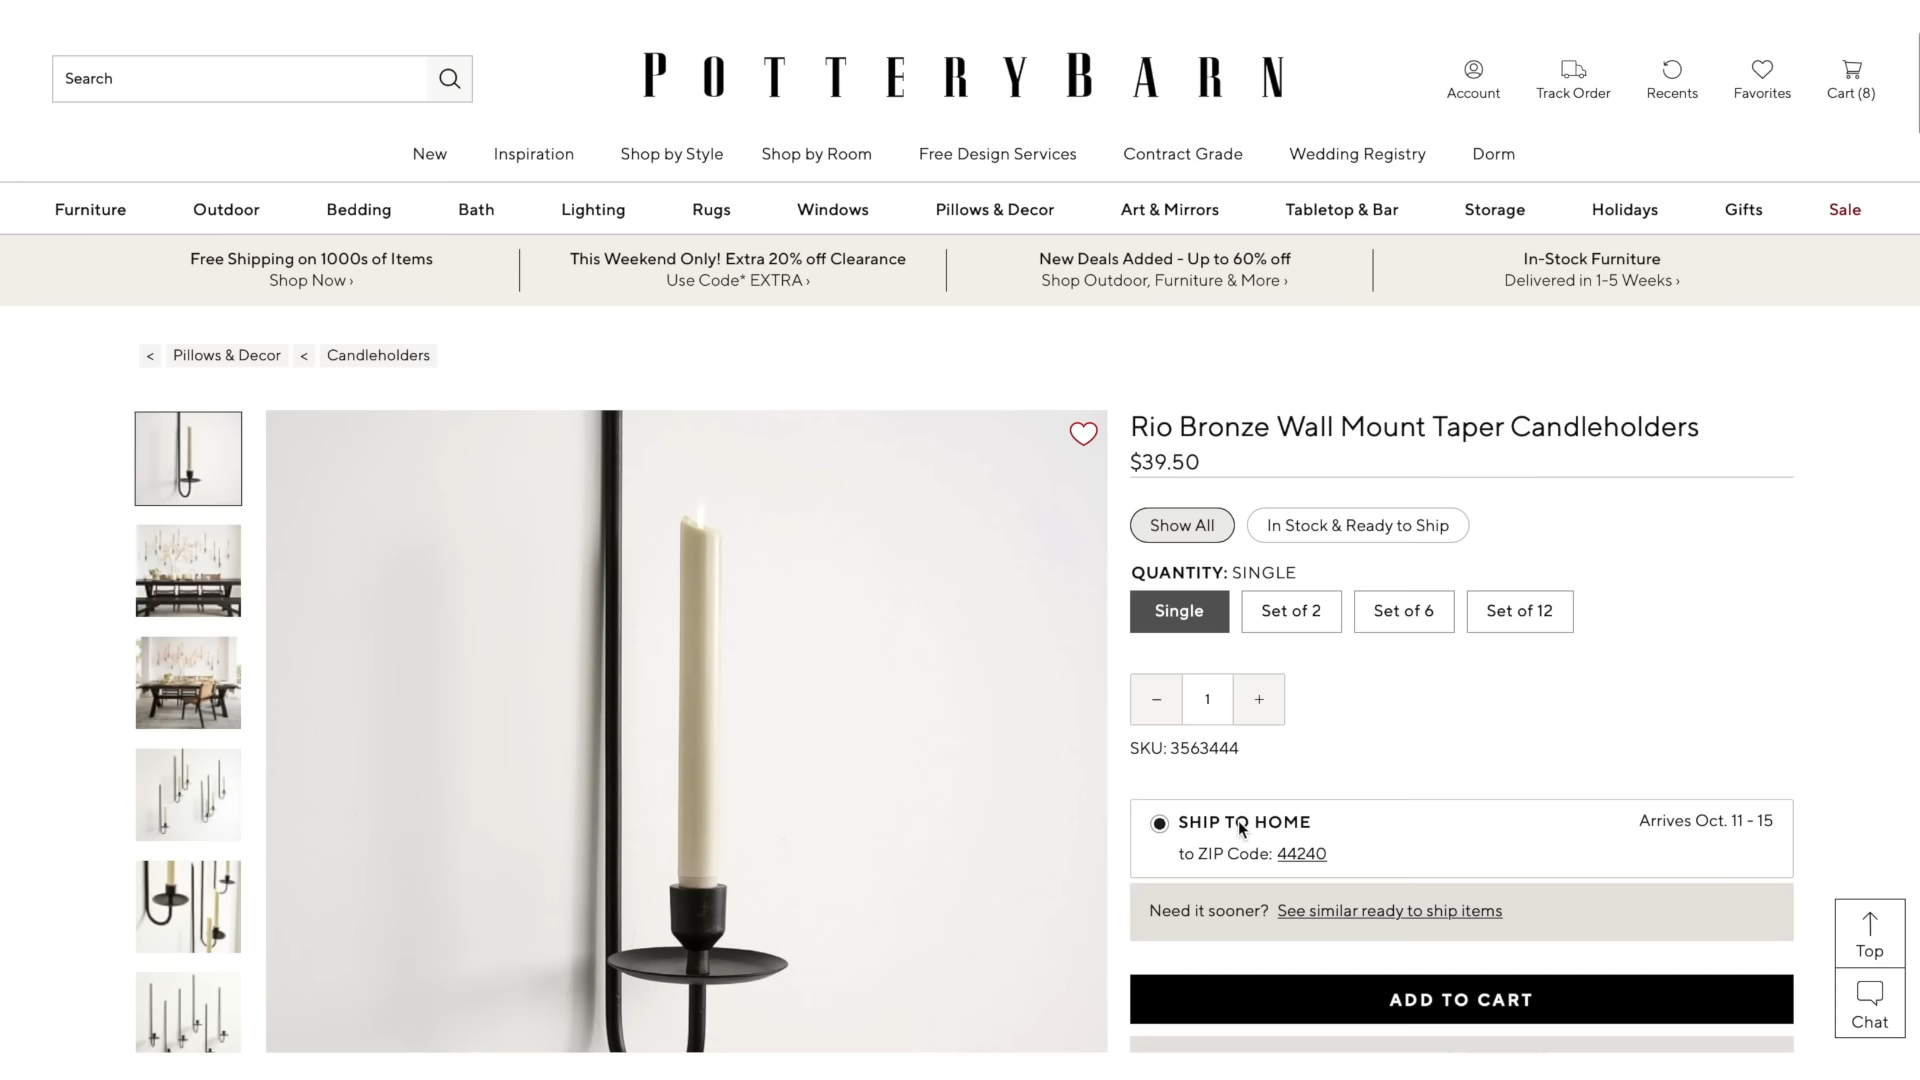 Search
POTTERYBARN
Account
Track Order
Recents
Favorites
Cart (8)
New
Inspiration
Shop by Style
Shop by Room
Free Design Services
Contract Grade
Wedding Registry
Dorm
Furniture
Outdoor
Bedding
Bath
Lighting
Rugs
Windows
Pillows & Decor
Art & Mirrors
Tabletop & Bar
Storage
Holidays
Gifts
Sale
Free Shipping on 1000s of Items
Shop Now ›
This Weekend Only! Extra 20% off Clearance
Use Code* EXTRA ›
New Deals Added - Up to 60% off
Shop Outdoor, Furniture & More ›
In-Stock Furniture
Delivered in 1-5 Weeks ›
< Pillows & Decor < Candleholders
Rio Bronze Wall Mount Taper Candleholders
$39.50
Show All
In Stock & Ready to Ship
QUANTITY: SINGLE
Single
Set of 2
Set of 6
Set of 12
− 1 +
SKU: 3563444
SHIP TO HOME
Arrives Oct. 11 - 15
to ZIP Code: 44240
Need it sooner? See similar ready to ship items
ADD TO CART
Top
Chat